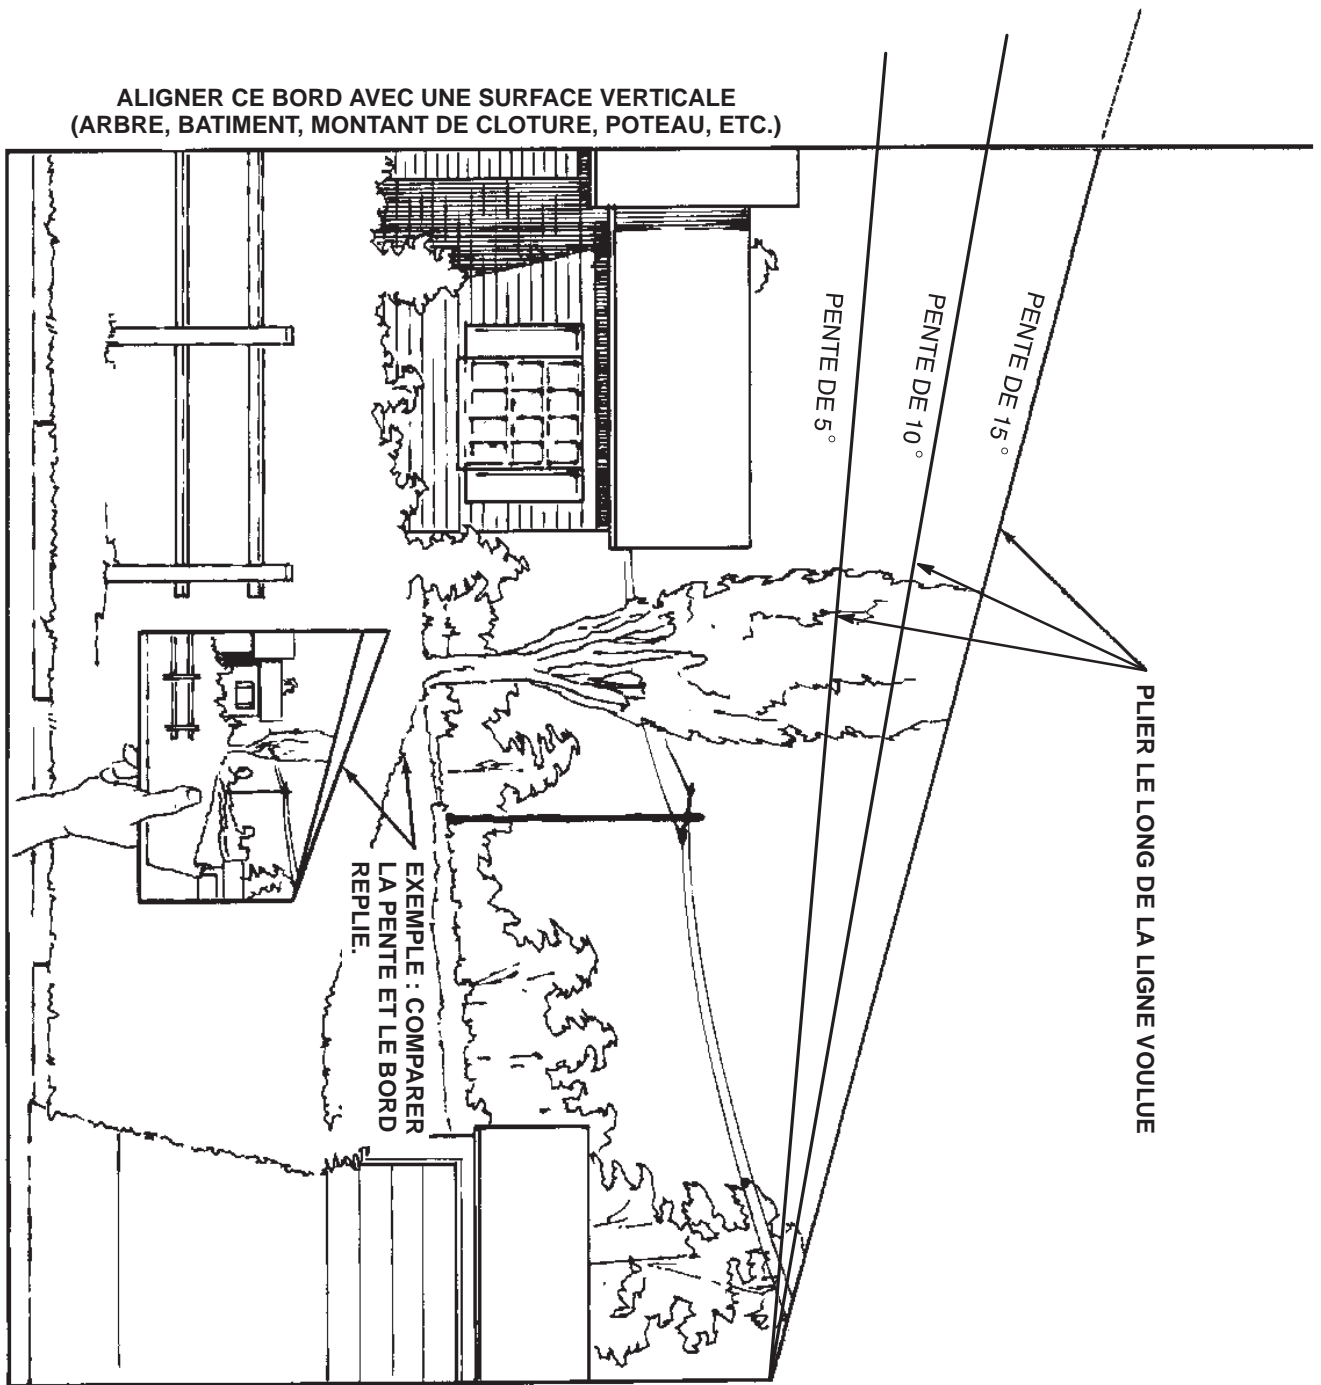 ALIGNER CE BORD AVEC UNE SURFACE VERTICALE
(ARBRE, BATIMENT, MONTANT DE CLOTURE, POTEAU, ETC.)
PENTE DE 15°
PENTE DE 10°
PENTE DE 5°
PLIER LE LONG DE LA LIGNE VOULUE
EXEMPLE : COMPARER
LA PENTE ET LE BORD
REPLIE.